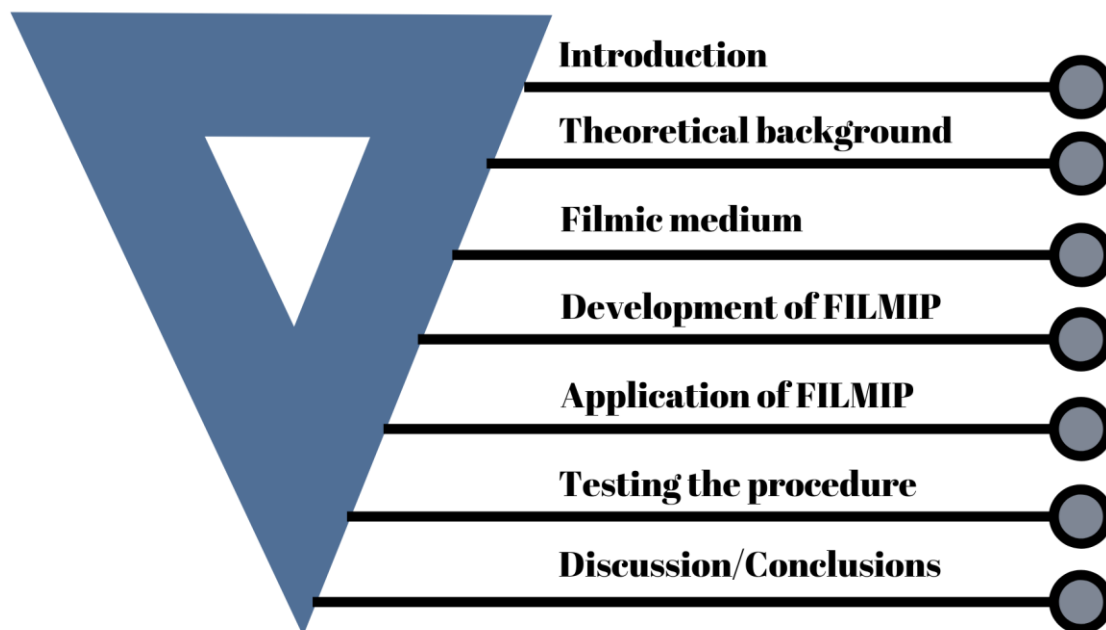 Introduction
Theoretical background
Filmic medium
Development of FILMIP
Application of FILMIP
Testing the procedure
Discussion/Conclusions